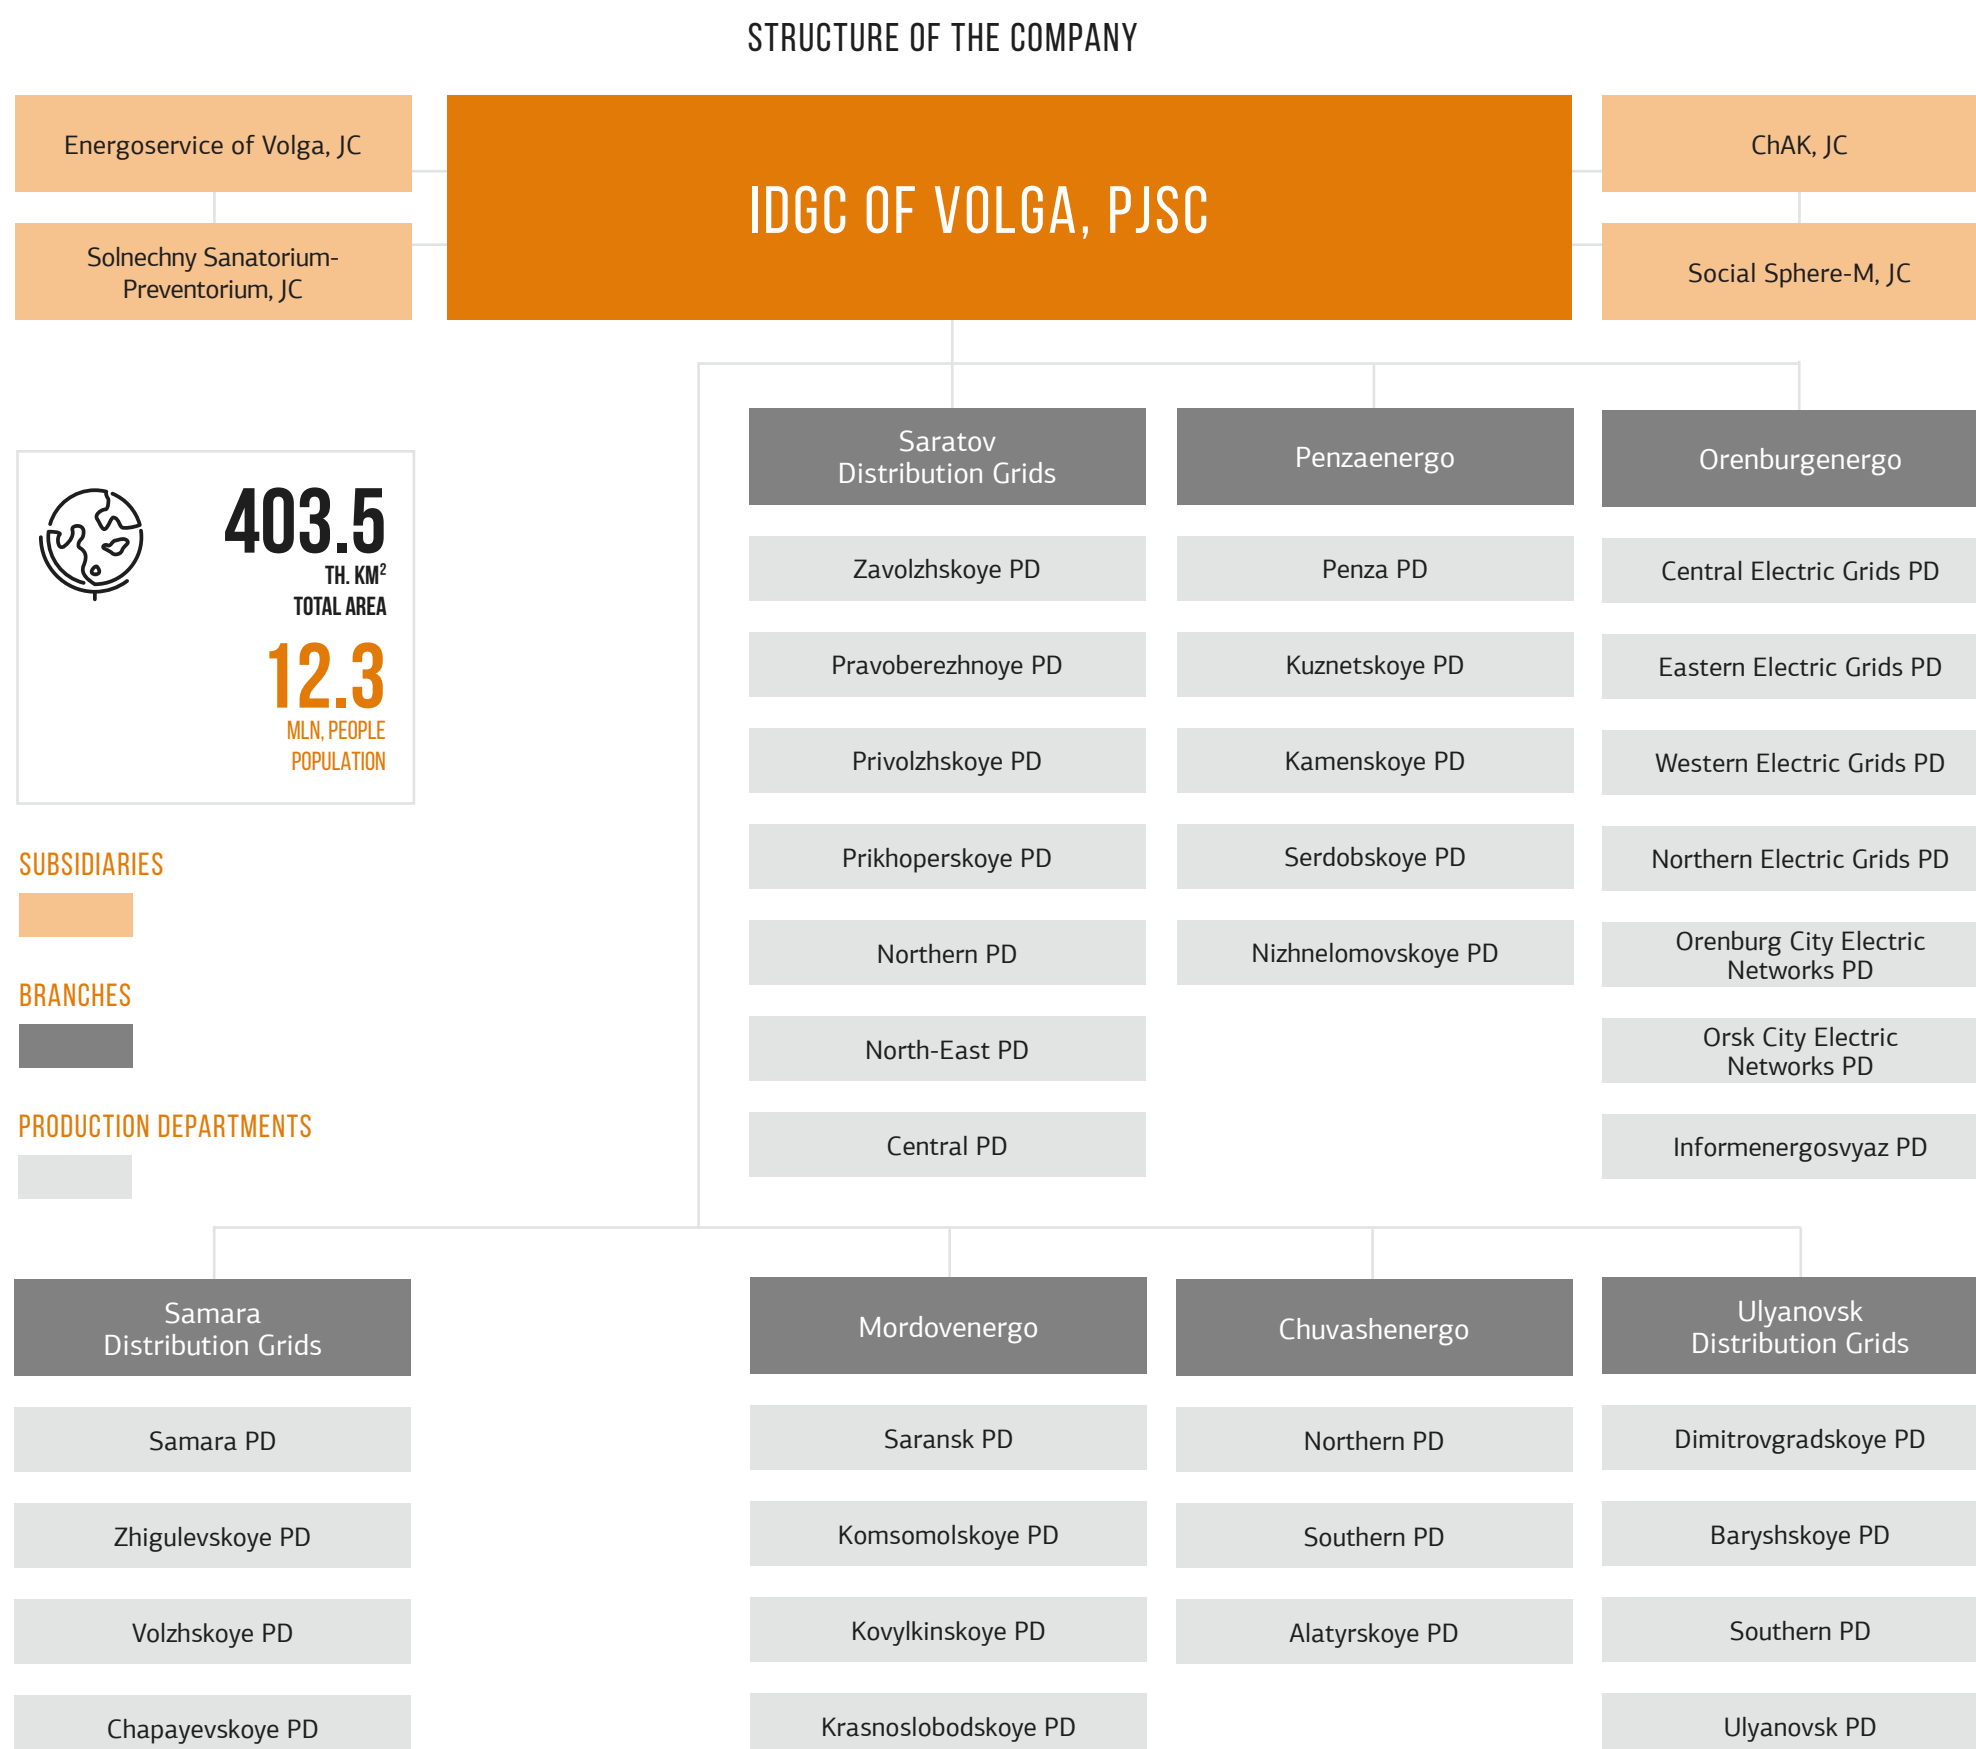 STRUCTURE OF THE COMPANY
Energoservice of Volga, JC
Solnechny Sanatorium-
Preventorium, JC
IDGC OF VOLGA, PJSC
ChAK, JC
Social Sphere-M, JC
403.5
TH. KM²
TOTAL AREA
12.3
MLN, PEOPLE
POPULATION
SUBSIDIARIES
BRANCHES
PRODUCTION DEPARTMENTS
Saratov
Distribution Grids
Zavolzhskoye PD
Pravoberezhnoye PD
Privolzhskoye PD
Prikhoperskoye PD
Northern PD
North-East PD
Central PD
Penzaenergo
Penza PD
Kuznetskoye PD
Kamenskoye PD
Serdobskoye PD
Nizhnelomovskoye PD
Orenburgenergo
Central Electric Grids PD
Eastern Electric Grids PD
Western Electric Grids PD
Northern Electric Grids PD
Orenburg City Electric
Networks PD
Orsk City Electric
Networks PD
Informenergosvyaz PD
Samara
Distribution Grids
Samara PD
Zhigulevskoye PD
Volzhskoye PD
Chapayevskoye PD
Mordovenergo
Saransk PD
Komsomolskoye PD
Kovylkinskoye PD
Krasnoslobodskoye PD
Chuvashenergo
Northern PD
Southern PD
Alatyrskoye PD
Ulyanovsk
Distribution Grids
Dimitrovgradskoye PD
Baryshskoye PD
Southern PD
Ulyanovsk PD